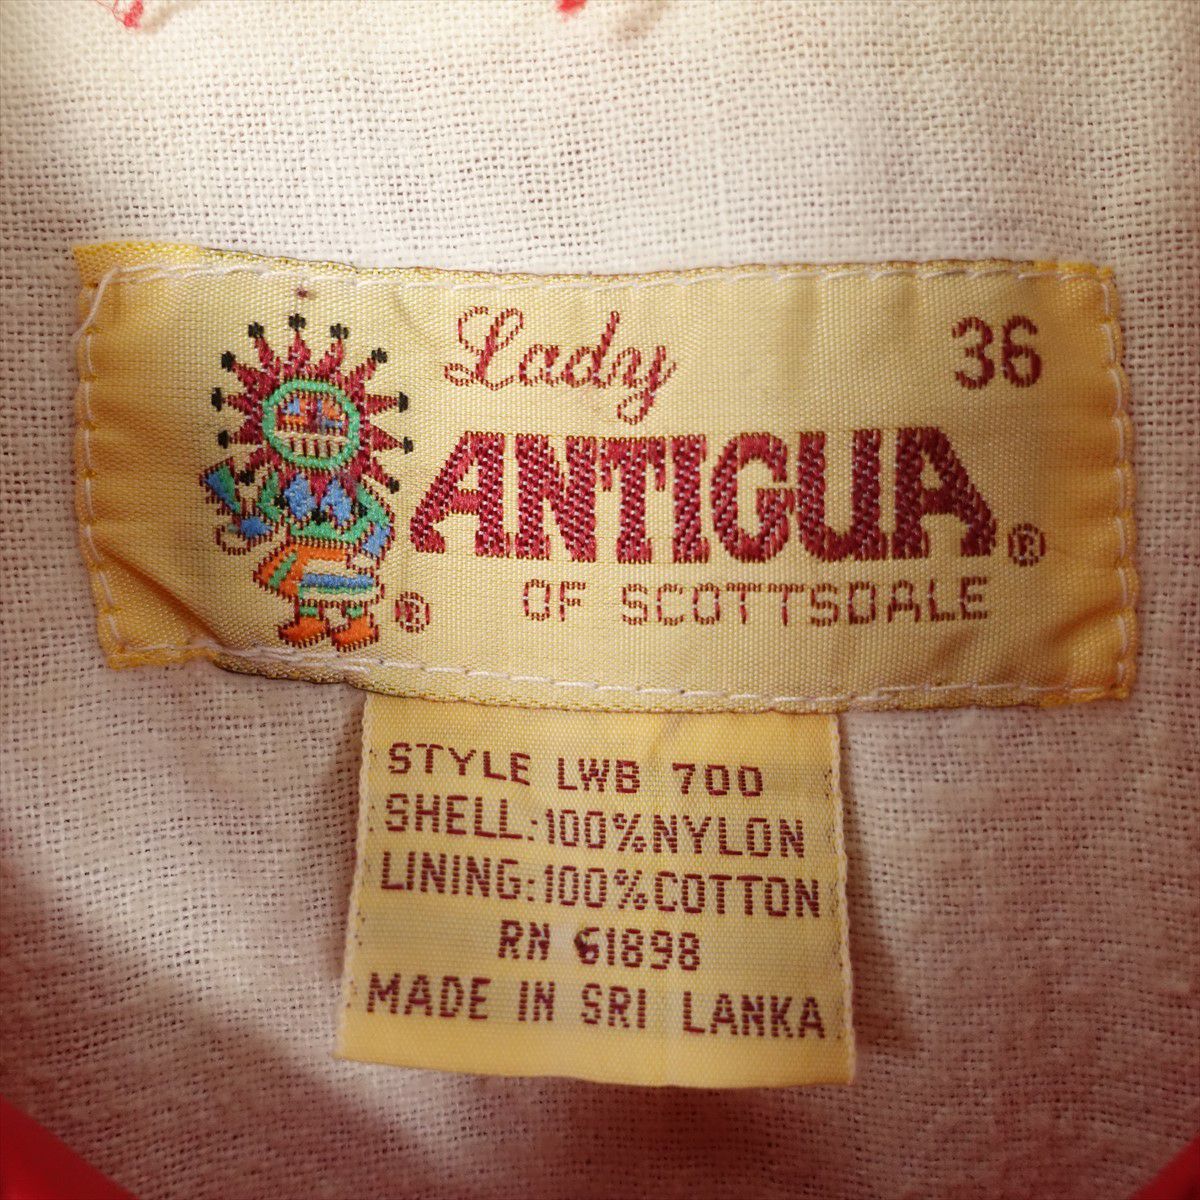 Lady 36
ANTIGUA®
® OF SCOTTSDALE
STYLE LWB 700
SHELL:100%NYLON
LINING:100%COTTON
RN 61898
MADE IN SRI LANKA